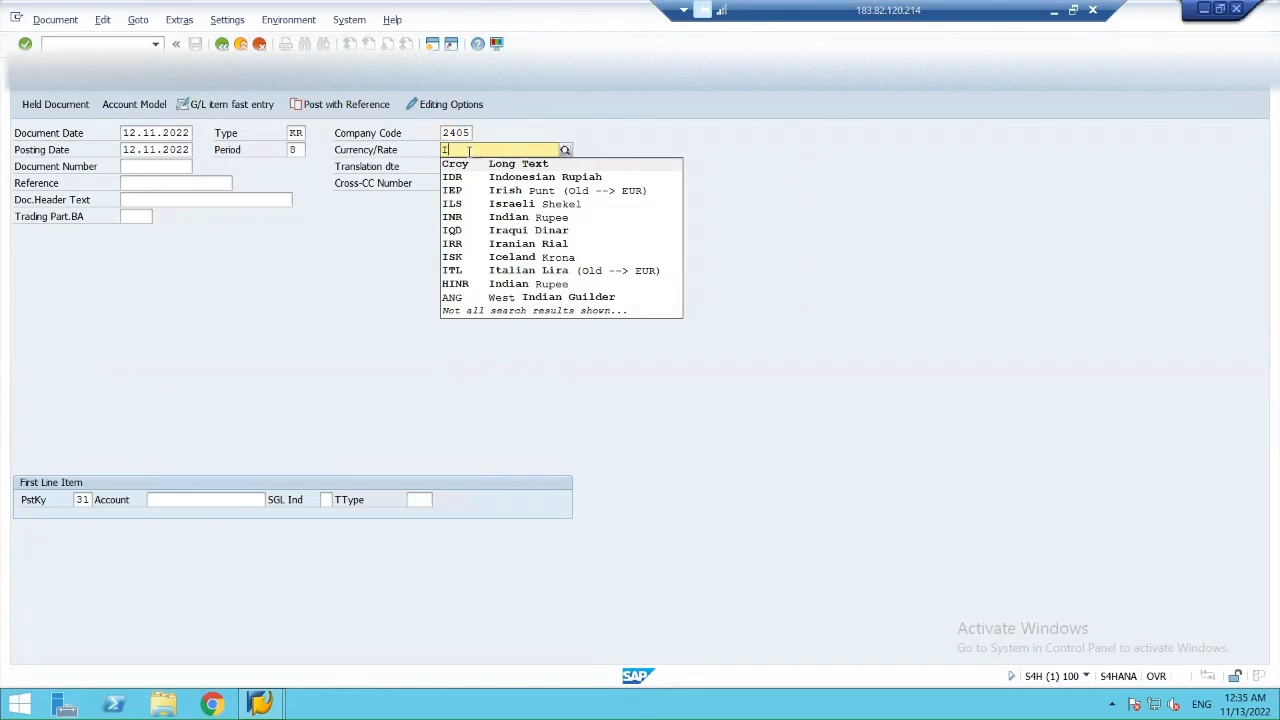 183.82.120.214
Document Edit Goto Extras Settings Environment System Help
Held Document Account Model G/L item fast entry Post with Reference Editing Options
Document Date 12.11.2022 Type KR Company Code 2405
Posting Date 12.11.2022 Period 8 Currency/Rate I
Document Number Translation dte
Reference Cross-CC Number
Doc.Header Text
Trading Part.BA
Crcy Long Text
IDR Indonesian Rupiah
IEP Irish Punt (Old --> EUR)
ILS Israeli Shekel
INR Indian Rupee
IQD Iraqui Dinar
IRR Iranian Rial
ISK Iceland Krona
ITL Italian Lira (Old --> EUR)
HINR Indian Rupee
ANG West Indian Guilder
Not all search results shown...
First Line Item
PstKy 31 Account SGL Ind TType
Activate Windows
Go to System in Control Panel to activate Windows.
SAP S4H (1) 100 S4HANA OVR
ENG 12:35 AM
11/13/2022